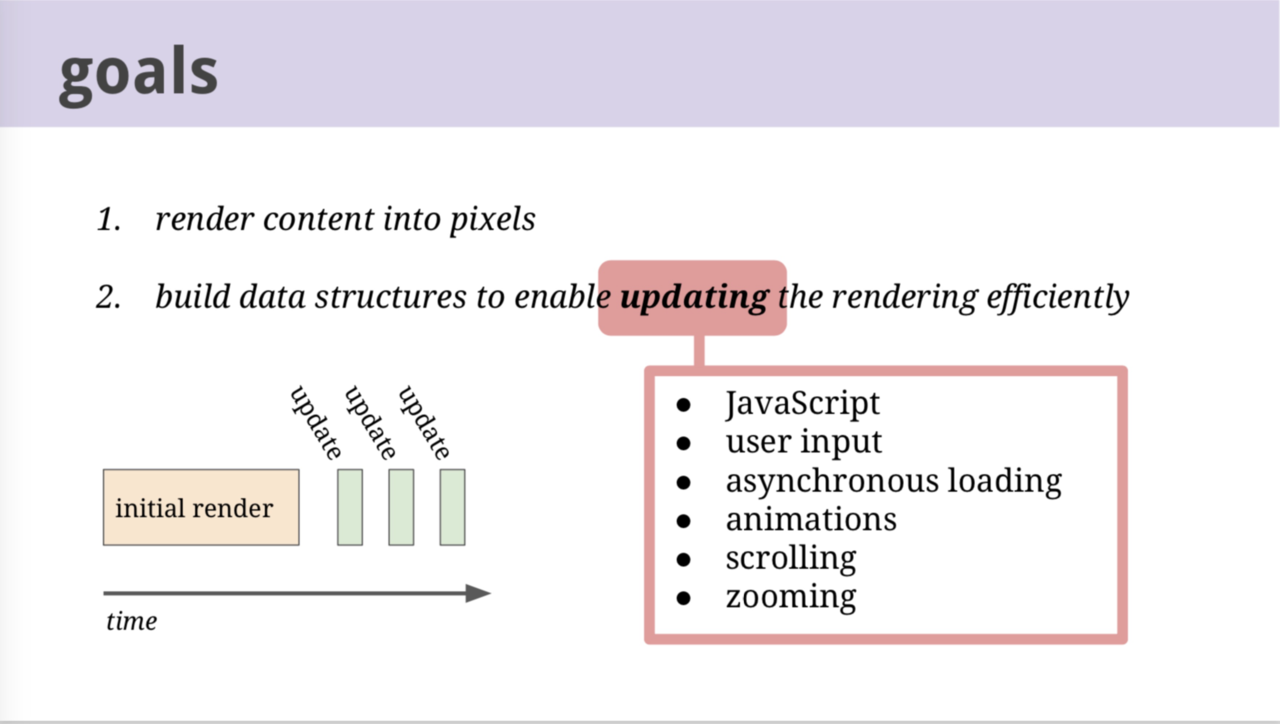 goals
1. render content into pixels
2. build data structures to enable updating the rendering efficiently
update
update
update
initial render
time
● JavaScript
● user input
● asynchronous loading
● animations
● scrolling
● zooming